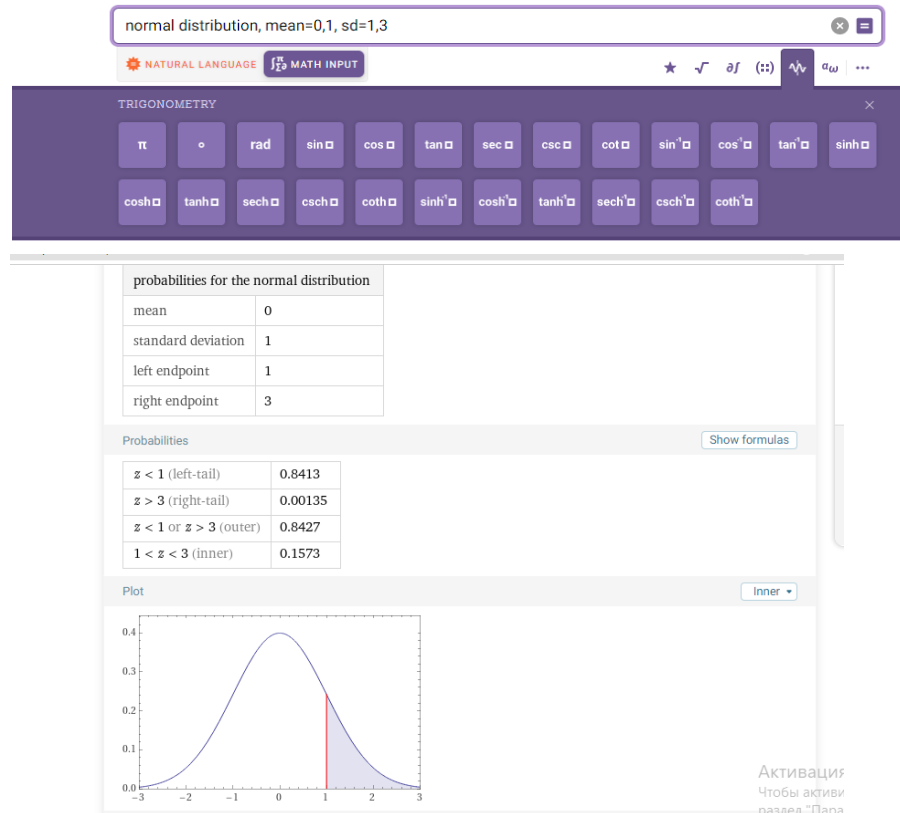 normal distribution, mean=0,1, sd=1,3
NATURAL LANGUAGE MATH INPUT
∂∫ αω
TRIGONOMETRY
π ° rad sin cos tan sec csc cot sin⁻¹ cos⁻¹ tan⁻¹ sinh
cosh tanh sech csch coth sinh⁻¹ cosh⁻¹ tanh⁻¹ sech⁻¹ csch⁻¹ coth⁻¹
probabilities for the normal distribution
mean 0
standard deviation 1
left endpoint 1
right endpoint 3
Probabilities Show formulas
z < 1 (left-tail) 0.8413
z > 3 (right-tail) 0.00135
z < 1 or z > 3 (outer) 0.8427
1 < z < 3 (inner) 0.1573
Plot Inner
0.4
0.3
0.2
0.1
0.0
-3 -2 -1 0 1 2 3
Активация
Чтобы активи
раздел "Пара